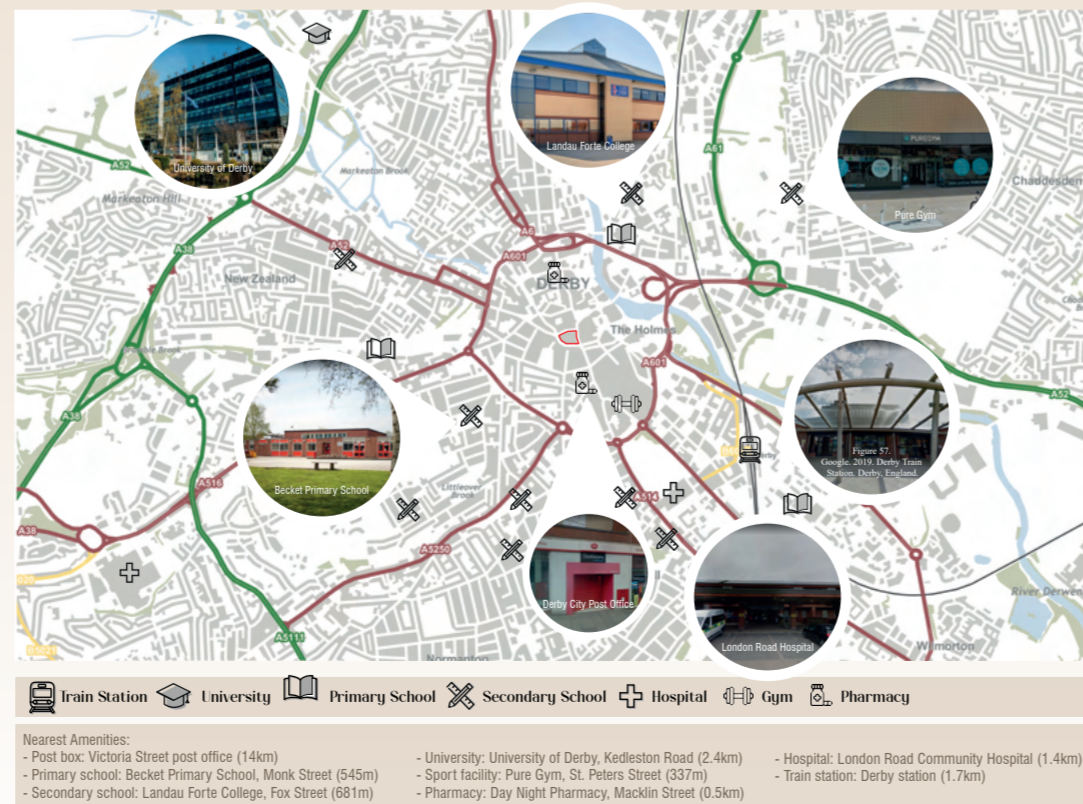 University of Derby
Landau Forte College
PUREGYM
Pure Gym
Chaddesden
A52
Markeaton Brook
A61
Markeaton Hill
A38
A52
A6
A601
New Zealand
DERBY
The Holmes
A601
A52
A38
Becket Primary School
Figure 57.
Google. 2019. Derby Train
Station. Derby. England.
A516
Littleover
Brook
A514
A38
A5250
Derby City Post Office
London Road Hospital
River Derwent
A5111
B5021
Normanton
Train Station
University
Primary School
Secondary School
Hospital
Gym
Pharmacy
Nearest Amenities:
- Post box: Victoria Street post office (14km)
- Primary school: Becket Primary School, Monk Street (545m)
- Secondary school: Landau Forte College, Fox Street (681m)
- University: University of Derby, Kedleston Road (2.4km)
- Sport facility: Pure Gym, St. Peters Street (337m)
- Pharmacy: Day Night Pharmacy, Macklin Street (0.5km)
- Hospital: London Road Community Hospital (1.4km)
- Train station: Derby station (1.7km)